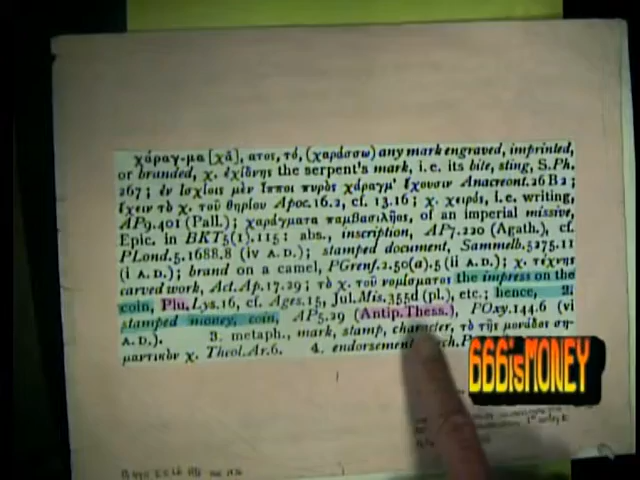 χάραγ-μα [χᾰ], ατος, τό, (χαράσσω) any mark engraved, imprinted,
or branded, χ. ἐχίδνης the serpent's mark, i.e. its bite, sting, S.Ph.
267; ἐν ἰσχίοις μὲν ἵπποι πυρὸς χάραγμ' ἔχουσιν Anacreont.26B2;
ἔχειν τὸ χ. τοῦ θηρίου Apoc.16.2, cf. 13.16; χ. χειρός, i.e. writing,
AP9.401 (Pall.); χαράγματα παμβασιλῆος, of an imperial missive,
Epic. in BKT5(1).115: abs., inscription, AP7.220 (Agath.), cf.
PLond.5.1688.8 (iv A.D.); stamped document, Sammelb.5275.11
(i A.D.); brand on a camel, PGrenf.2.50(a).5 (ii A.D.); χ. τέχνης
carved work, Act.Ap.17.29; τὸ χ. τοῦ νομίσματος the impress on the
coin, Plu.Lys.16, cf. Ages.15, Jul.Mis.355d (pl.), etc.; hence, 2.
stamped money, coin, AP5.29 (Antip.Thess.), POxy.144.6 (vi
A.D.). 3. metaph., mark, stamp, character, τὸ τῆς μονάδος ση-
μαντικὸν χ. Theol.Ar.6. 4. endorsement
666isMONEY